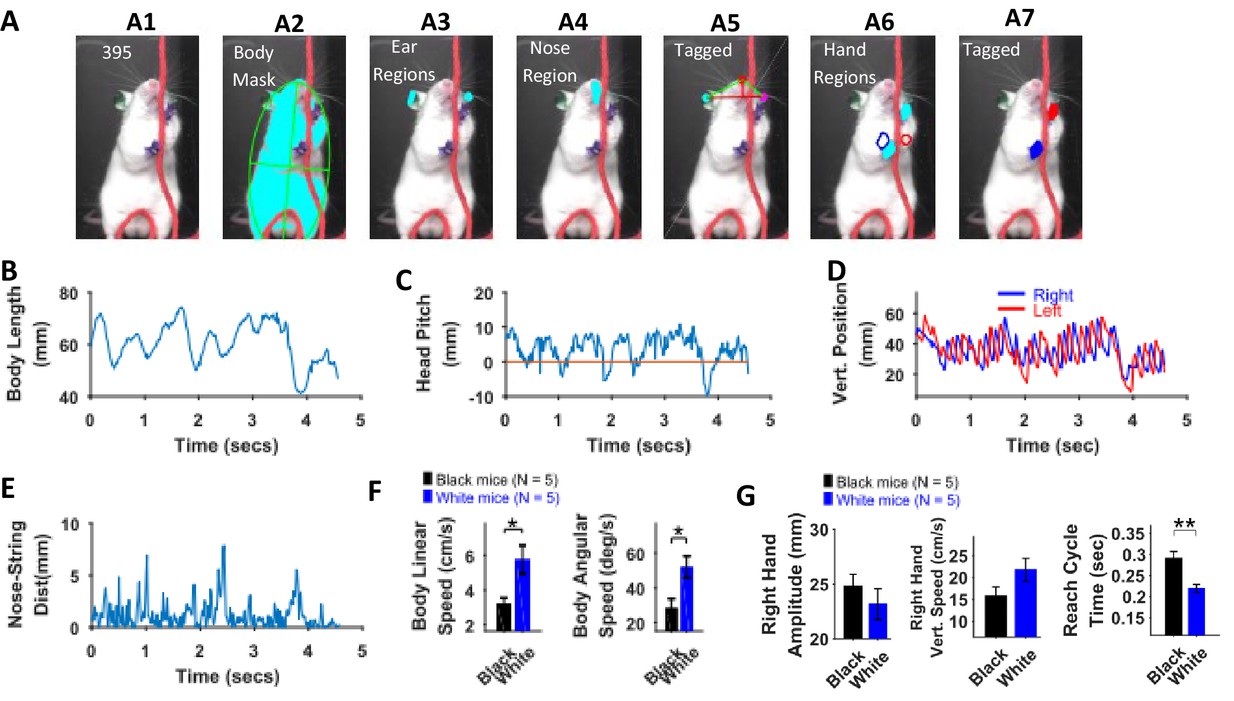 A
A1
A2
A3
A4
A5
A6
A7
395
Body
Mask
Ear
Regions
Nose
Region
Tagged
Hand
Regions
Tagged
B
Body Length
(mm)
80
60
40
0 1 2 3 4 5
Time (secs)
C
Head Pitch
(mm)
20
10
0
-10
0 1 2 3 4 5
Time (secs)
D
Vert. Position
(mm)
60
40
20
Right
Left
0 1 2 3 4 5
Time (sec)
E
Nose-String
Dist(mm)
10
5
0
0 1 2 3 4 5
Time (secs)
F
Black mice (N = 5)
White mice (N = 5)
Body Linear
Speed (cm/s)
6
4
2
*
Black
White
Body Angular
Speed (deg/s)
60
40
20
*
Black
White
G
Black mice (N = 5)
White mice (N = 5)
Right Hand
Amplitude (mm)
30
25
20
Black
White
Right Hand
Vert. Speed (cm/s)
25
20
15
10
Black
White
Reach Cycle
Time (sec)
0.35
0.3
0.25
0.2
0.15
**
Black
White